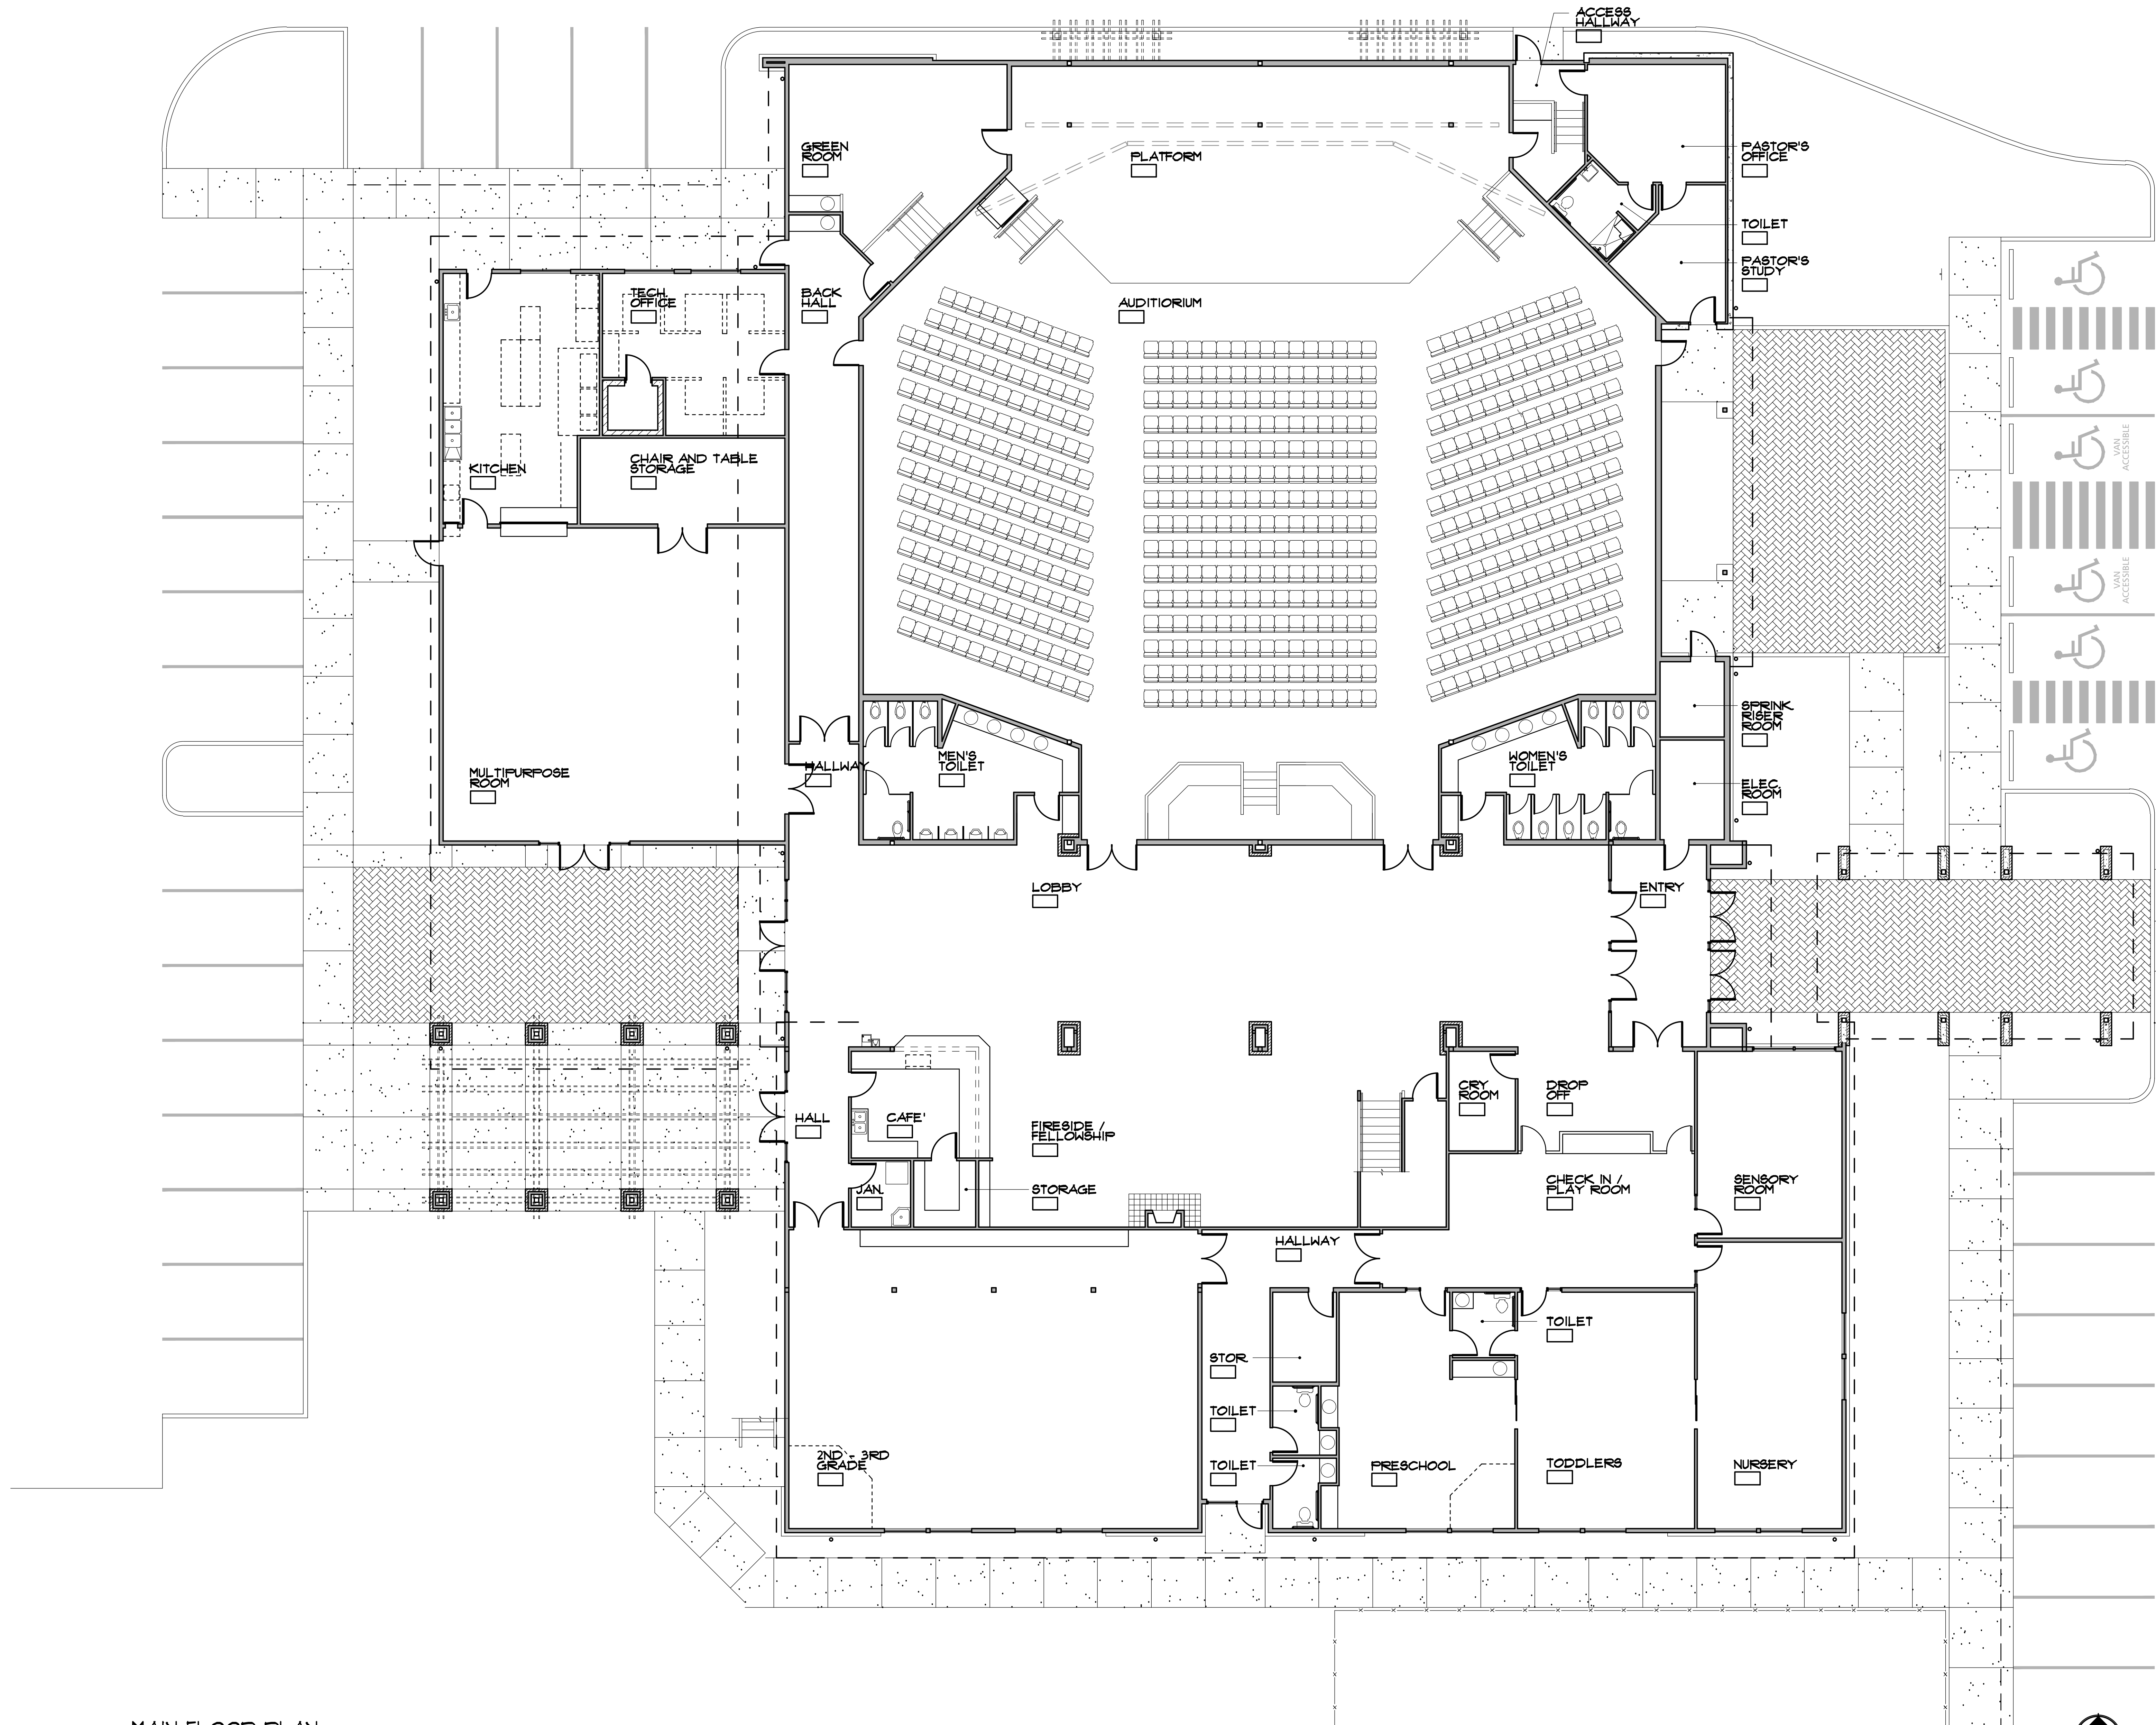 ACCESS
HALLWAY
GREEN
ROOM
PLATFORM
PASTOR'S
OFFICE
TOILET
PASTOR'S
STUDY
TECH.
OFFICE
BACK
HALL
AUDITIORIUM
VAN
ACCESSIBLE
KITCHEN
CHAIR AND TABLE
STORAGE
VAN
ACCESSIBLE
SPRINK.
RISER
ROOM
MULTIPURPOSE
ROOM
HALLWAY
MEN'S
TOILET
WOMEN'S
TOILET
ELEC.
ROOM
LOBBY
ENTRY
HALL
CAFE'
FIRESIDE /
FELLOWSHIP
CRY
ROOM
DROP
OFF
JAN.
STORAGE
CHECK IN /
PLAY ROOM
SENSORY
ROOM
HALLWAY
TOILET
STOR.
TOILET
2ND - 3RD
GRADE
TOILET
PRESCHOOL
TODDLERS
NURSERY
MAIN FLOOR PLAN